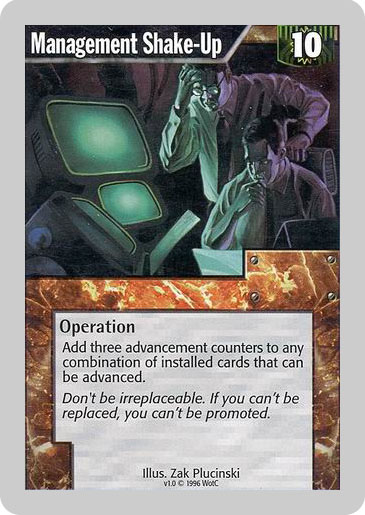 Management Shake-Up
10
Operation
Add three advancement counters to any
combination of installed cards that can
be advanced.
Don't be irreplaceable. If you can't be
replaced, you can't be promoted.
Illus. Zak Plucinski
v1.0 © 1996 WotC